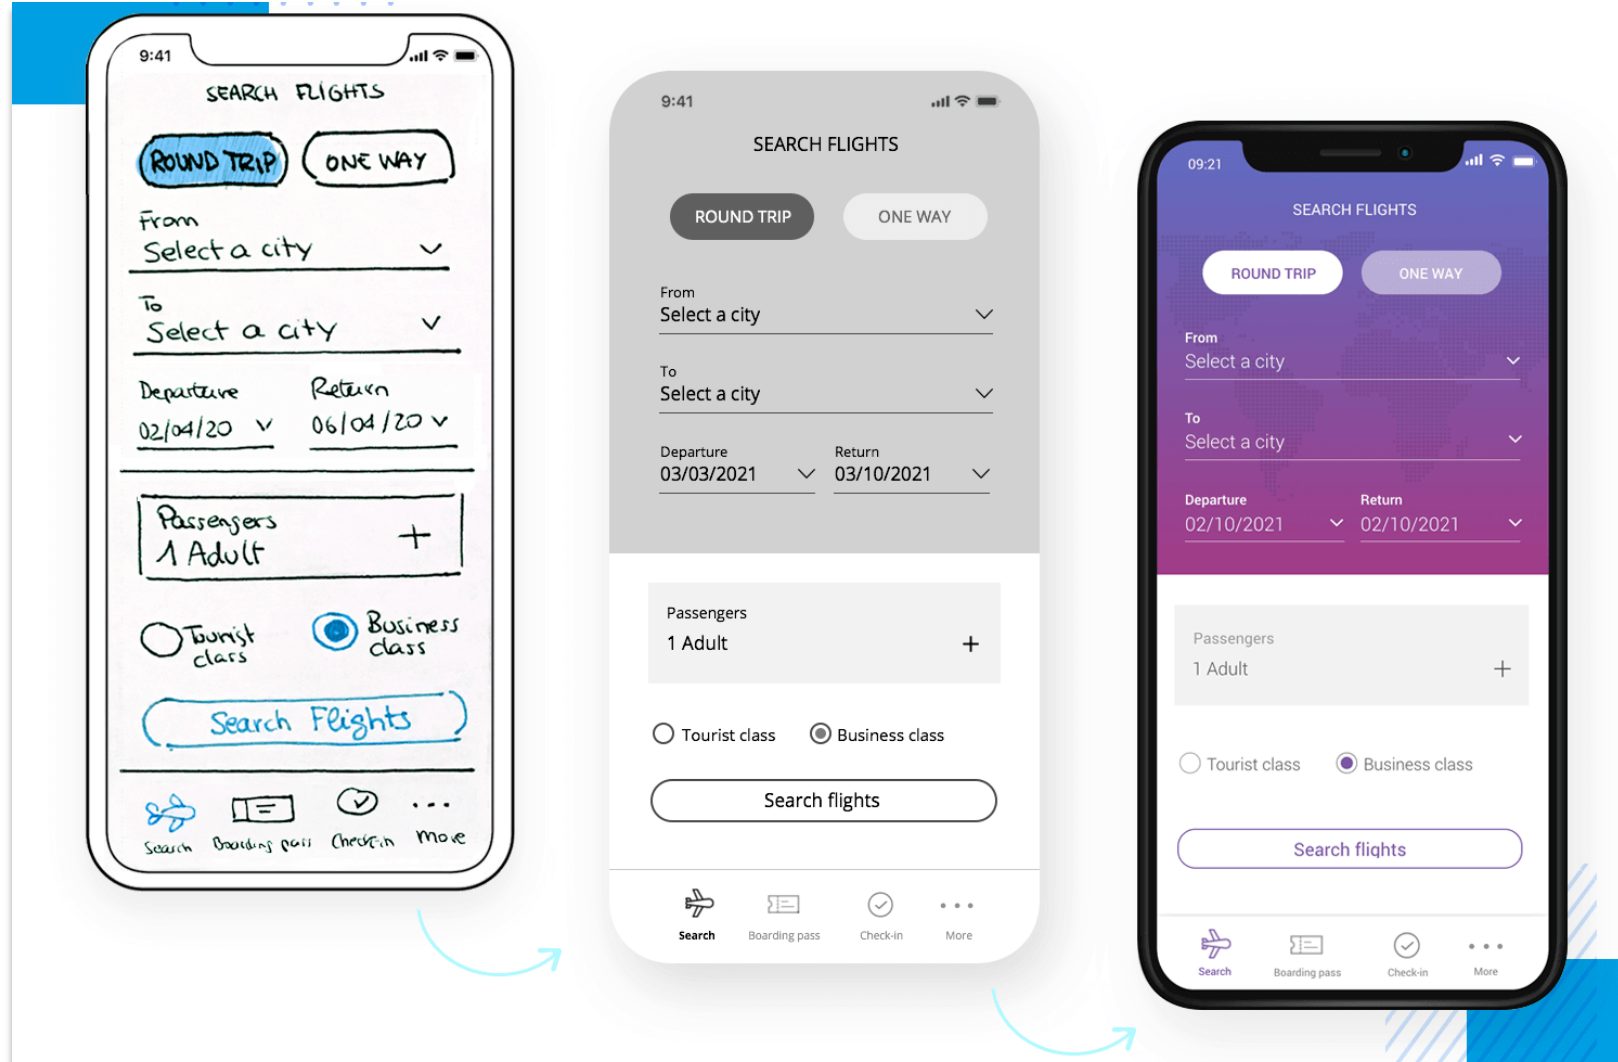 9:41
SEARCH FLIGHTS
ROUND TRIP
ONE WAY
From
Select a city
To
Select a city
Departure
Return
02/04/20
06/04/20
Passengers
1 Adult
+
Tourist
class
Business
class
Search Flights
Search
Boarding pass
Check-in
More
9:41
SEARCH FLIGHTS
ROUND TRIP
ONE WAY
From
Select a city
To
Select a city
Departure
Return
03/03/2021
03/10/2021
Passengers
1 Adult
+
Tourist class
Business class
Search flights
Search
Boarding pass
Check-in
More
09:21
SEARCH FLIGHTS
ROUND TRIP
ONE WAY
From
Select a city
To
Select a city
Departure
Return
02/10/2021
02/10/2021
Passengers
1 Adult
+
Tourist class
Business class
Search flights
Search
Boarding pass
Check-in
More